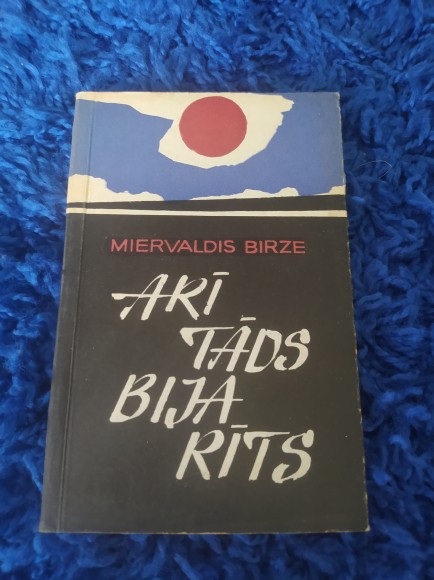 MIERVALDIS BIRZE
ARĪ
TĀDS
BIJA
RĪTS